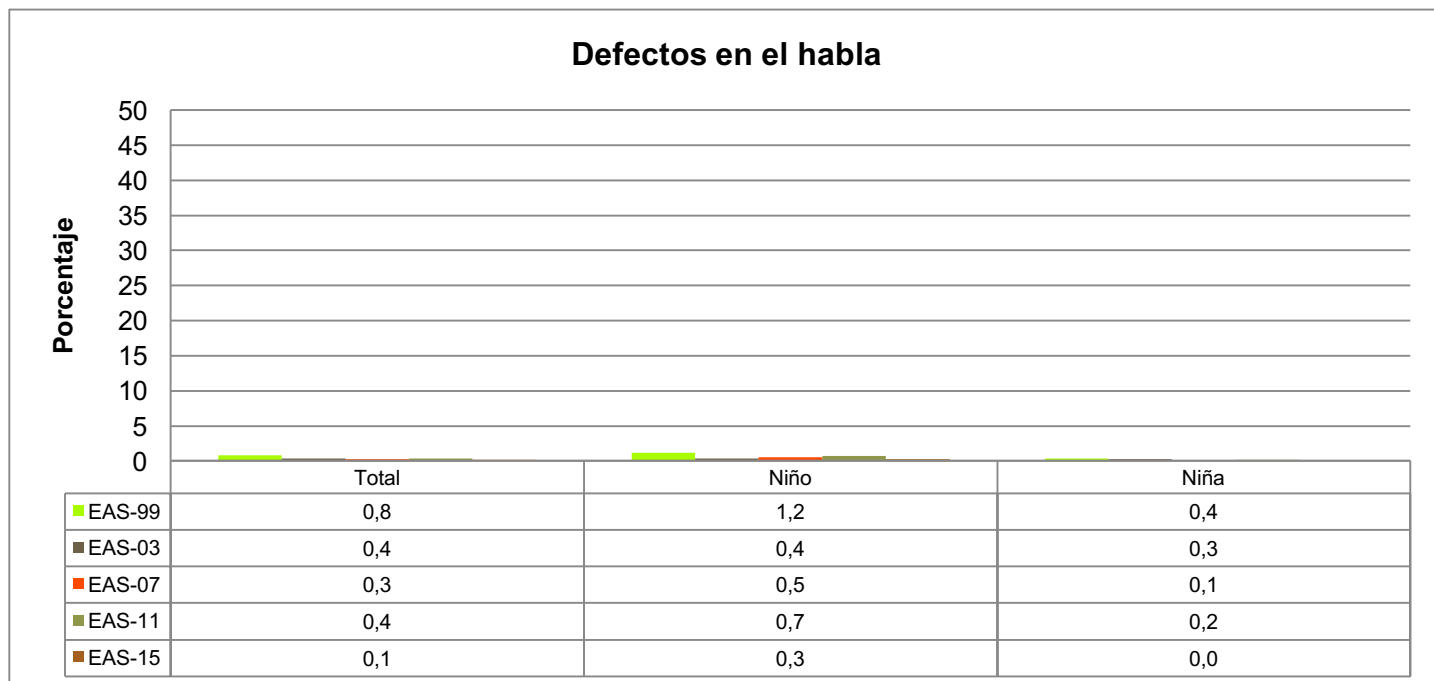 Defectos en el habla
Porcentaje
50
45
40
35
30
25
20
15
10
5
0
Total Niño Niña
EAS-99 0,8 1,2 0,4
EAS-03 0,4 0,4 0,3
EAS-07 0,3 0,5 0,1
EAS-11 0,4 0,7 0,2
EAS-15 0,1 0,3 0,0